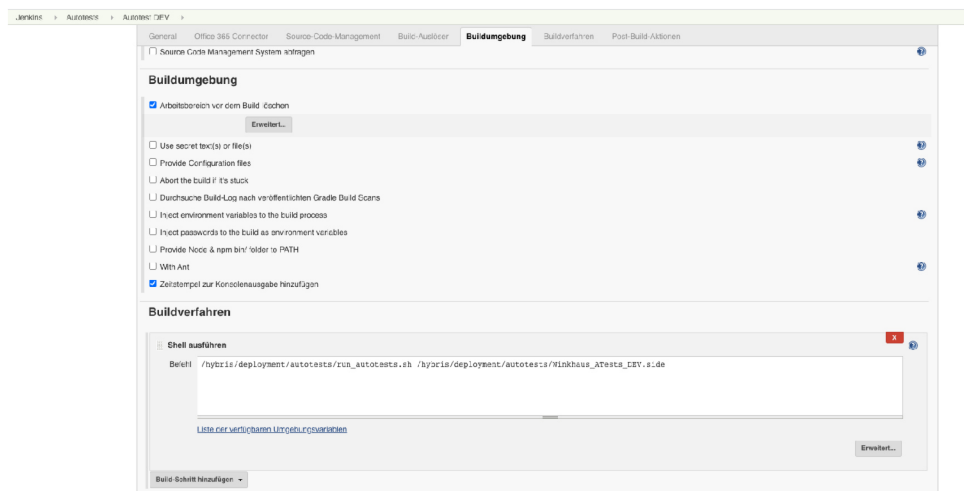 Jenkins Autotests Autotest DEV
General Office 365 Connector Source-Code-Management Build-Auslöser Buildumgebung Buildverfahren Post-Build-Aktionen
Source Code Management System abfragen
Buildumgebung
Arbeitsbereich vor dem Build löschen
Erweitert...
Use secret text(s) or file(s)
Provide Configuration files
Abort the build if it's stuck
Durchsuche Build-Log nach veröffentlichten Gradle Build Scans
Inject environment variables to the build process
Inject passwords to the build as environment variables
Provide Node & npm bin/ folder to PATH
With Ant
Zeitstempel zur Konsolenausgabe hinzufügen
Buildverfahren
X
Shell ausführen
Befehl /hybris/deployment/autotests/run_autotests.sh /hybris/deployment/autotests/Winkhaus_ATests_DEV.side
Liste der verfügbaren Umgebungsvariablen
Erweitert...
Build-Schritt hinzufügen